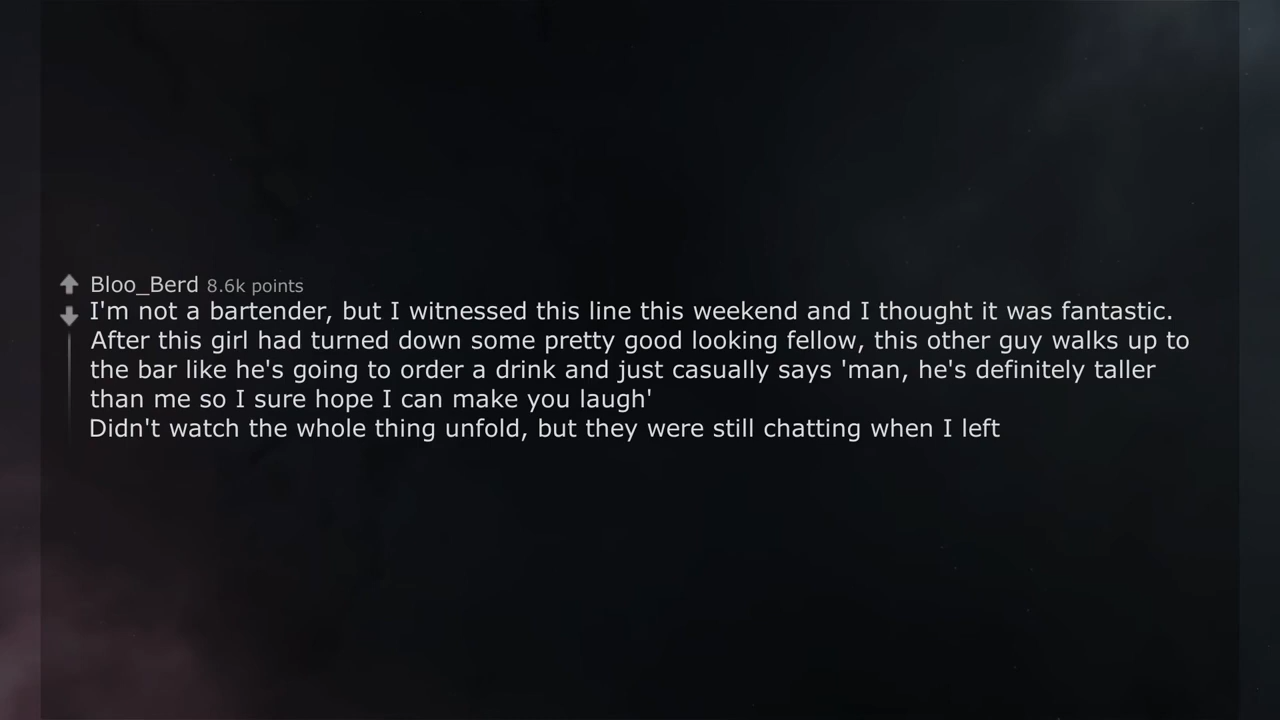 Bloo_Berd 8.6k points
I'm not a bartender, but I witnessed this line this weekend and I thought it was fantastic.
After this girl had turned down some pretty good looking fellow, this other guy walks up to
the bar like he's going to order a drink and just casually says 'man, he's definitely taller
than me so I sure hope I can make you laugh'
Didn't watch the whole thing unfold, but they were still chatting when I left